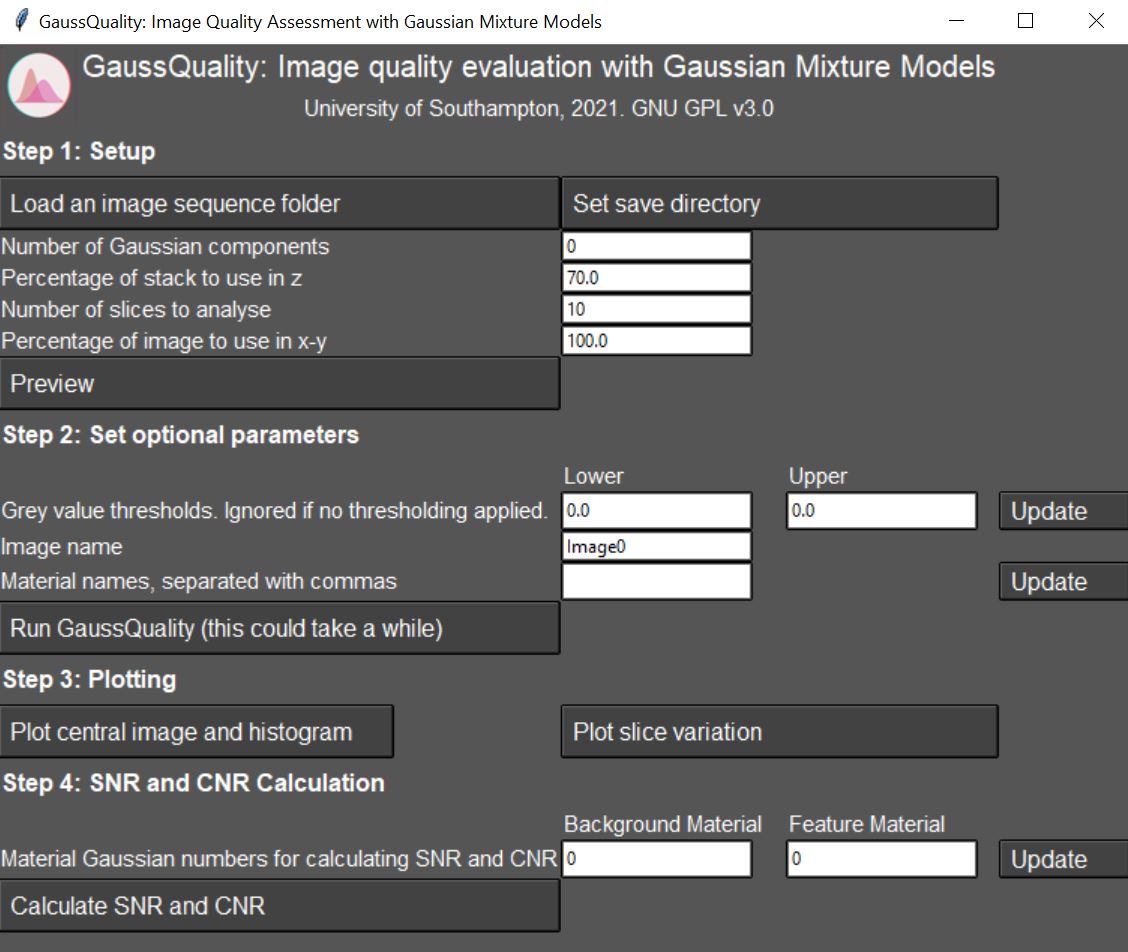 GaussQuality: Image Quality Assessment with Gaussian Mixture Models
GaussQuality: Image quality evaluation with Gaussian Mixture Models
University of Southampton, 2021. GNU GPL v3.0
Step 1: Setup
Load an image sequence folder Set save directory
Number of Gaussian components 0
Percentage of stack to use in z 70.0
Number of slices to analyse 10
Percentage of image to use in x-y 100.0
Preview
Step 2: Set optional parameters
Lower Upper
Grey value thresholds. Ignored if no thresholding applied. 0.0 0.0 Update
Image name Image0
Material names, separated with commas Update
Run GaussQuality (this could take a while)
Step 3: Plotting
Plot central image and histogram Plot slice variation
Step 4: SNR and CNR Calculation
Background Material Feature Material
Material Gaussian numbers for calculating SNR and CNR 0 0 Update
Calculate SNR and CNR